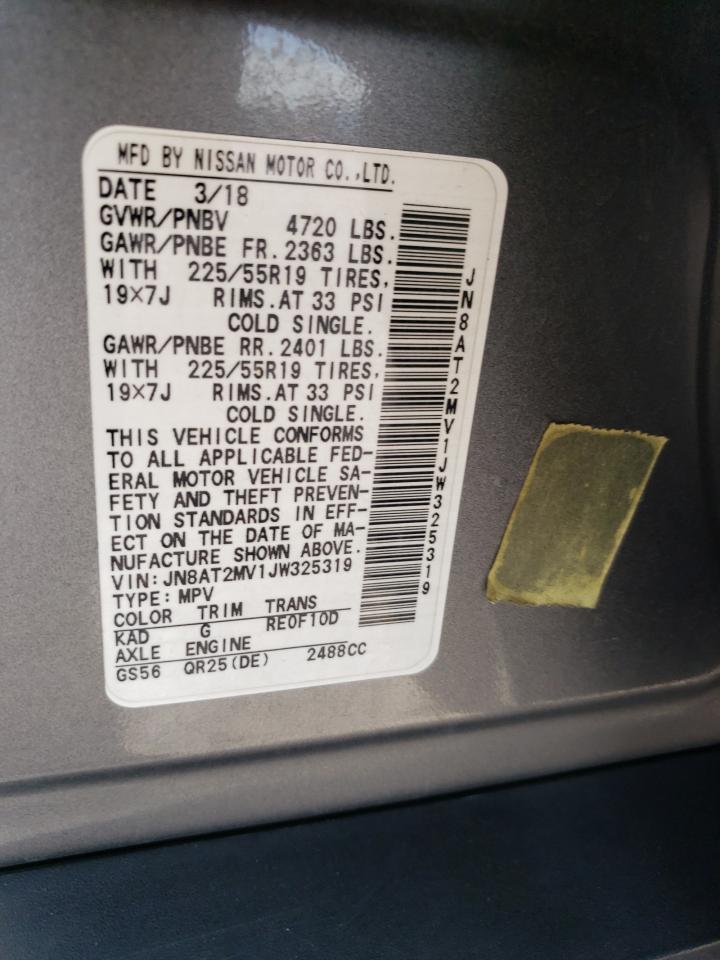 MFD BY NISSAN MOTOR CO.,LTD.
DATE 3/18
GVWR/PNBV 4720 LBS.
GAWR/PNBE FR. 2363 LBS.
WITH 225/55R19 TIRES,
19×7J RIMS.AT 33 PSI
COLD SINGLE.
GAWR/PNBE RR. 2401 LBS.
WITH 225/55R19 TIRES,
19×7J RIMS.AT 33 PSI
COLD SINGLE.
THIS VEHICLE CONFORMS
TO ALL APPLICABLE FED-
ERAL MOTOR VEHICLE SA-
FETY AND THEFT PREVEN-
TION STANDARDS IN EFF-
ECT ON THE DATE OF MA-
NUFACTURE SHOWN ABOVE.
VIN:JN8AT2MV1JW325319
TYPE:MPV
COLOR TRIM TRANS
KAD G RE0F10D
AXLE ENGINE
GS56 QR25(DE) 2488CC
JN8AT2MV1JW325319